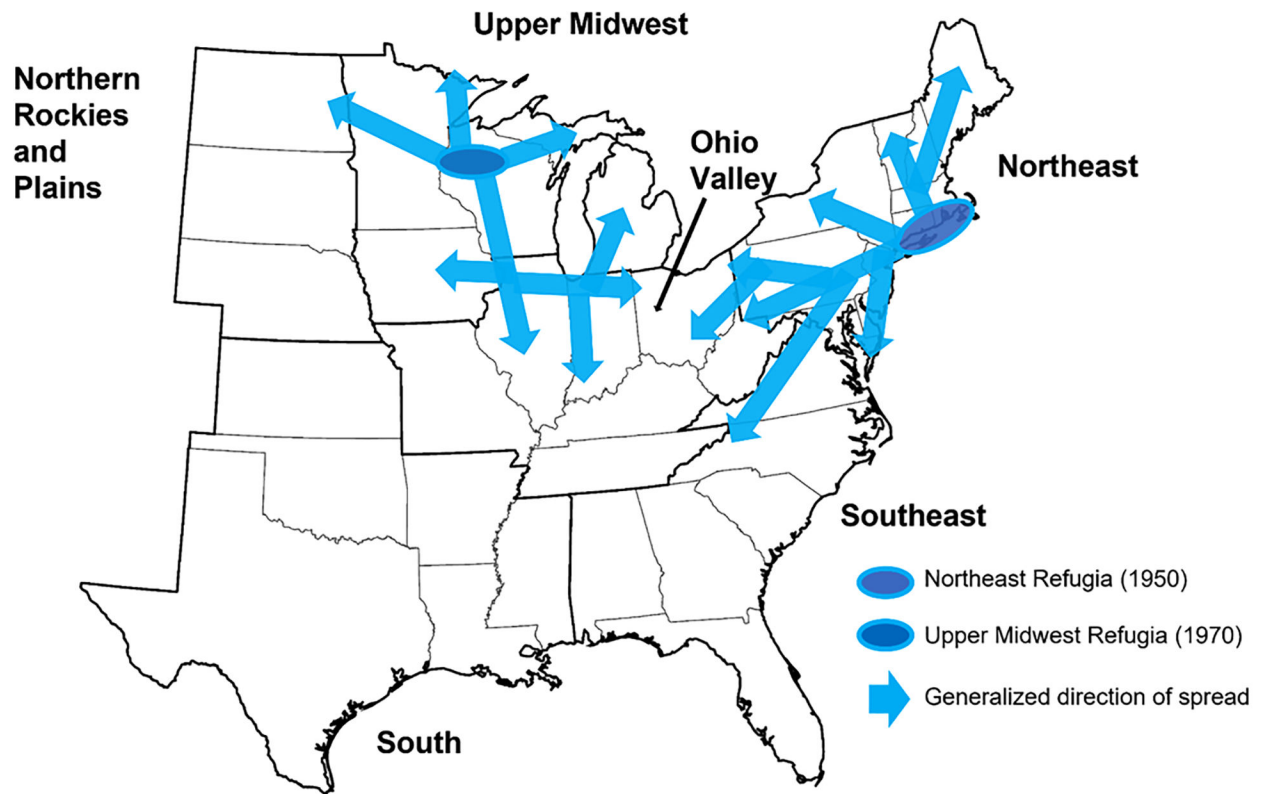 Upper Midwest
Northern
Rockies
and
Plains
Ohio
Valley
Northeast
Southeast
Northeast Refugia (1950)
Upper Midwest Refugia (1970)
Generalized direction of spread
South